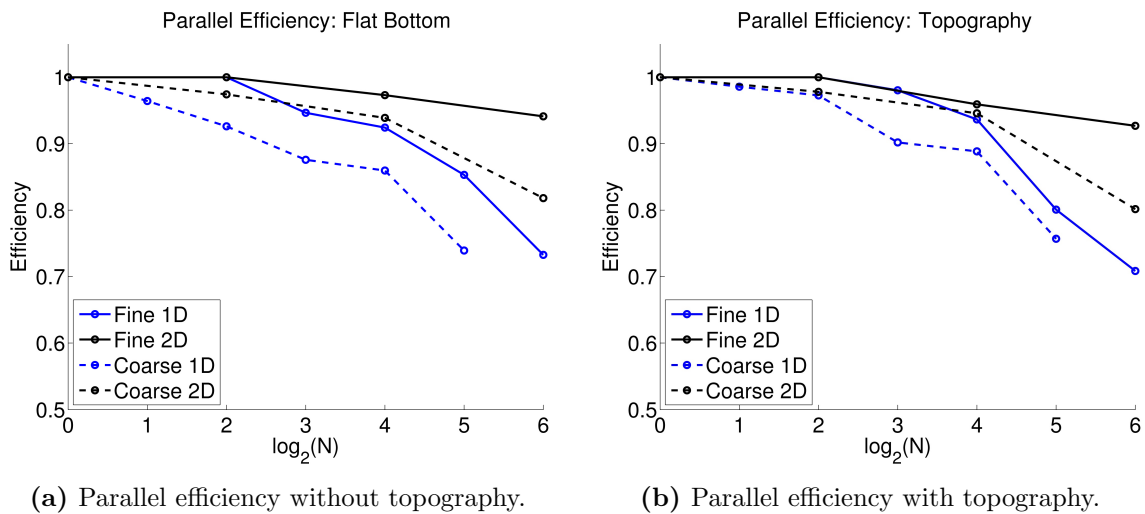 Parallel Efficiency: Flat Bottom
1
0.9
0.8
0.7
0.6
0.5
Efficiency
Fine 1D
Fine 2D
Coarse 1D
Coarse 2D
0 1 2 3 4 5 6
log2(N)
(a) Parallel efficiency without topography.
Parallel Efficiency: Topography
1
0.9
0.8
0.7
0.6
0.5
Efficiency
Fine 1D
Fine 2D
Coarse 1D
Coarse 2D
0 1 2 3 4 5 6
log2(N)
(b) Parallel efficiency with topography.